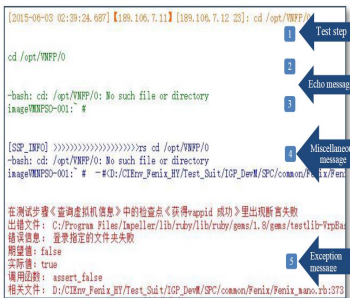 [2015-06-03 02:39:24.687]【189.106.7.11】[189.106.7.12 23]: cd /opt/VNFP/0
1
Test step
cd /opt/VNFP/0
2
Echo message
-bash: cd: /opt/VNFP/0: No such file or directory
imageVMNPSO-001:~ #
3
[SSP_INFO] >>>>>>>>>>>>>>>>>>>>>rs cd /opt/VNFP/0
4
Miscellaneous message
-bash: cd: /opt/VNFP/0: No such file or directory
imageVMNPSO-001:~ # －#(D:/CIEnv_Fenix_HY/Test_Suit/IGP_DevM/SPC/common/Fenix
在测试步骤《查询虚拟机信息》中的检查点《获得vappid 成功》里出现断言失败
出错文件: C:/Program Files/Impeller/lib/ruby/lib/ruby/gems/1.8/gems/testlib-VrpBa
错误信息: 登录指定的文件夹失败
期望值: false
实际值: true
5
Exception message
调用函数: assert_false
相关文件: D:/CIEnv_Fenix_HY/Test_Suit/IGP_DevM/SPC/common/Fenix/Fenix_mano.rb:373